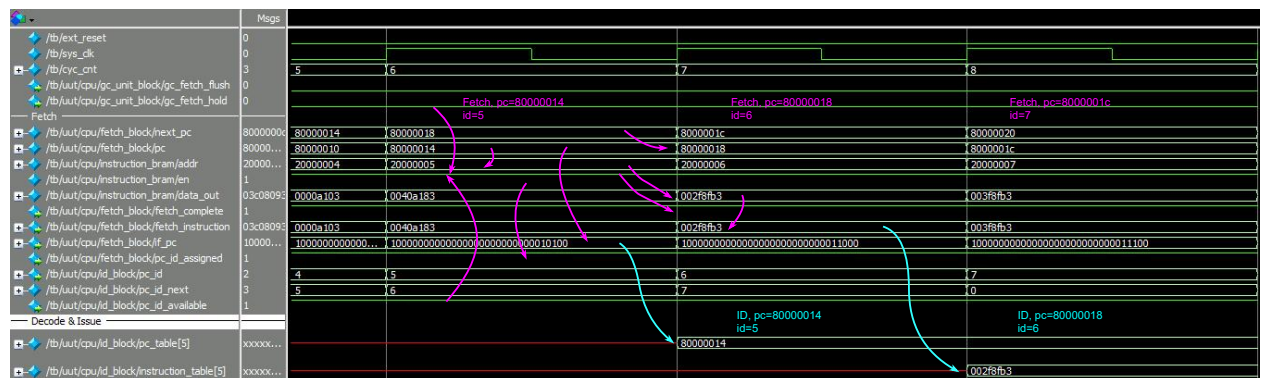 Msgs
/tb/ext_reset 0
/tb/sys_clk 0
/tb/cyc_cnt 3 5 6 7 8
/tb/uut/cpu/gc_unit_block/gc_fetch_flush 0
/tb/uut/cpu/gc_unit_block/gc_fetch_hold 0
Fetch, pc=80000014 Fetch, pc=80000018 Fetch, pc=8000001c
id=5 id=6 id=7
Fetch
/tb/uut/cpu/fetch_block/next_pc 8000000c 80000014 80000018 8000001c 80000020
/tb/uut/cpu/fetch_block/pc 80000... 80000010 80000014 80000018 8000001c
/tb/uut/cpu/instruction_bram/addr 20000... 20000004 20000005 20000006 20000007
/tb/uut/cpu/instruction_bram/en 1
/tb/uut/cpu/instruction_bram/data_out 03c08093 0000a103 0040a183 002f8fb3 003f8fb3
/tb/uut/cpu/fetch_block/fetch_complete 1
/tb/uut/cpu/fetch_block/fetch_instruction 03c08093 0000a103 0040a183 002f8fb3 003f8fb3
/tb/uut/cpu/fetch_block/if_pc 10000... 1000000000000... 10000000000000000000000000010100 10000000000000000000000000011000 10000000000000000000000000011100
/tb/uut/cpu/fetch_block/pc_id_assigned 1
/tb/uut/cpu/id_block/pc_id 2 4 5 6 7
/tb/uut/cpu/id_block/pc_id_next 3 5 6 7 0
/tb/uut/cpu/id_block/pc_id_available 1
Decode & Issue
ID, pc=80000014 ID, pc=80000018
id=5 id=6
/tb/uut/cpu/id_block/pc_table[5] xxxxx... 80000014
/tb/uut/cpu/id_block/instruction_table[5] xxxxx... 002f8fb3